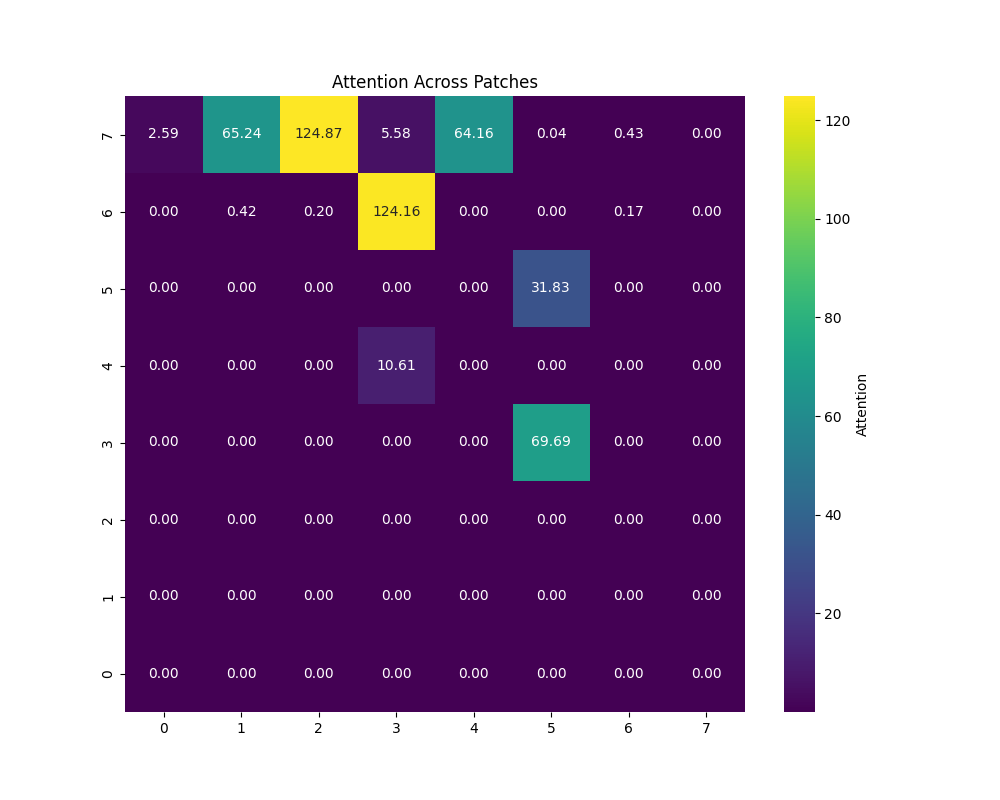 Attention Across Patches
7 2.59 65.24 124.87 5.58 64.16 0.04 0.43 0.00
6 0.00 0.42 0.20 124.16 0.00 0.00 0.17 0.00
5 0.00 0.00 0.00 0.00 0.00 31.83 0.00 0.00
4 0.00 0.00 0.00 10.61 0.00 0.00 0.00 0.00
3 0.00 0.00 0.00 0.00 0.00 69.69 0.00 0.00
2 0.00 0.00 0.00 0.00 0.00 0.00 0.00 0.00
1 0.00 0.00 0.00 0.00 0.00 0.00 0.00 0.00
0 0.00 0.00 0.00 0.00 0.00 0.00 0.00 0.00
0 1 2 3 4 5 6 7
120
100
80
60
40
20
Attention